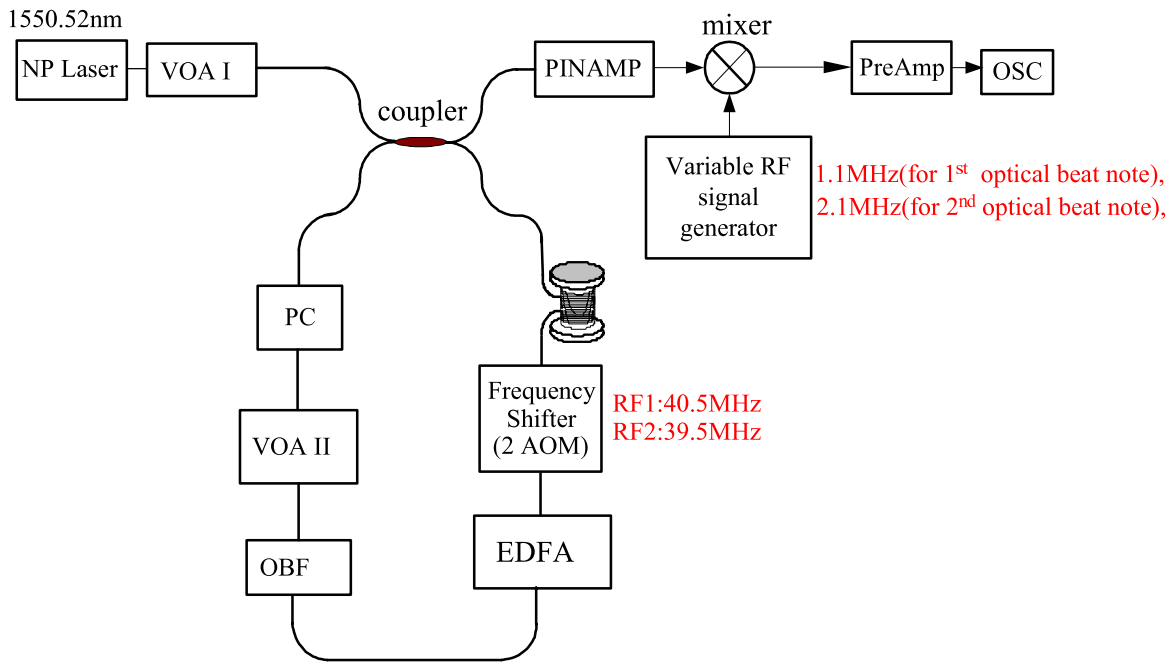 1550.52nm
NP Laser
VOA I
coupler
PINAMP
mixer
PreAmp
OSC
Variable RF
signal
generator
1.1MHz(for 1st optical beat note),
2.1MHz(for 2nd optical beat note),
PC
VOA II
OBF
Frequency
Shifter
(2 AOM)
RF1:40.5MHz
RF2:39.5MHz
EDFA